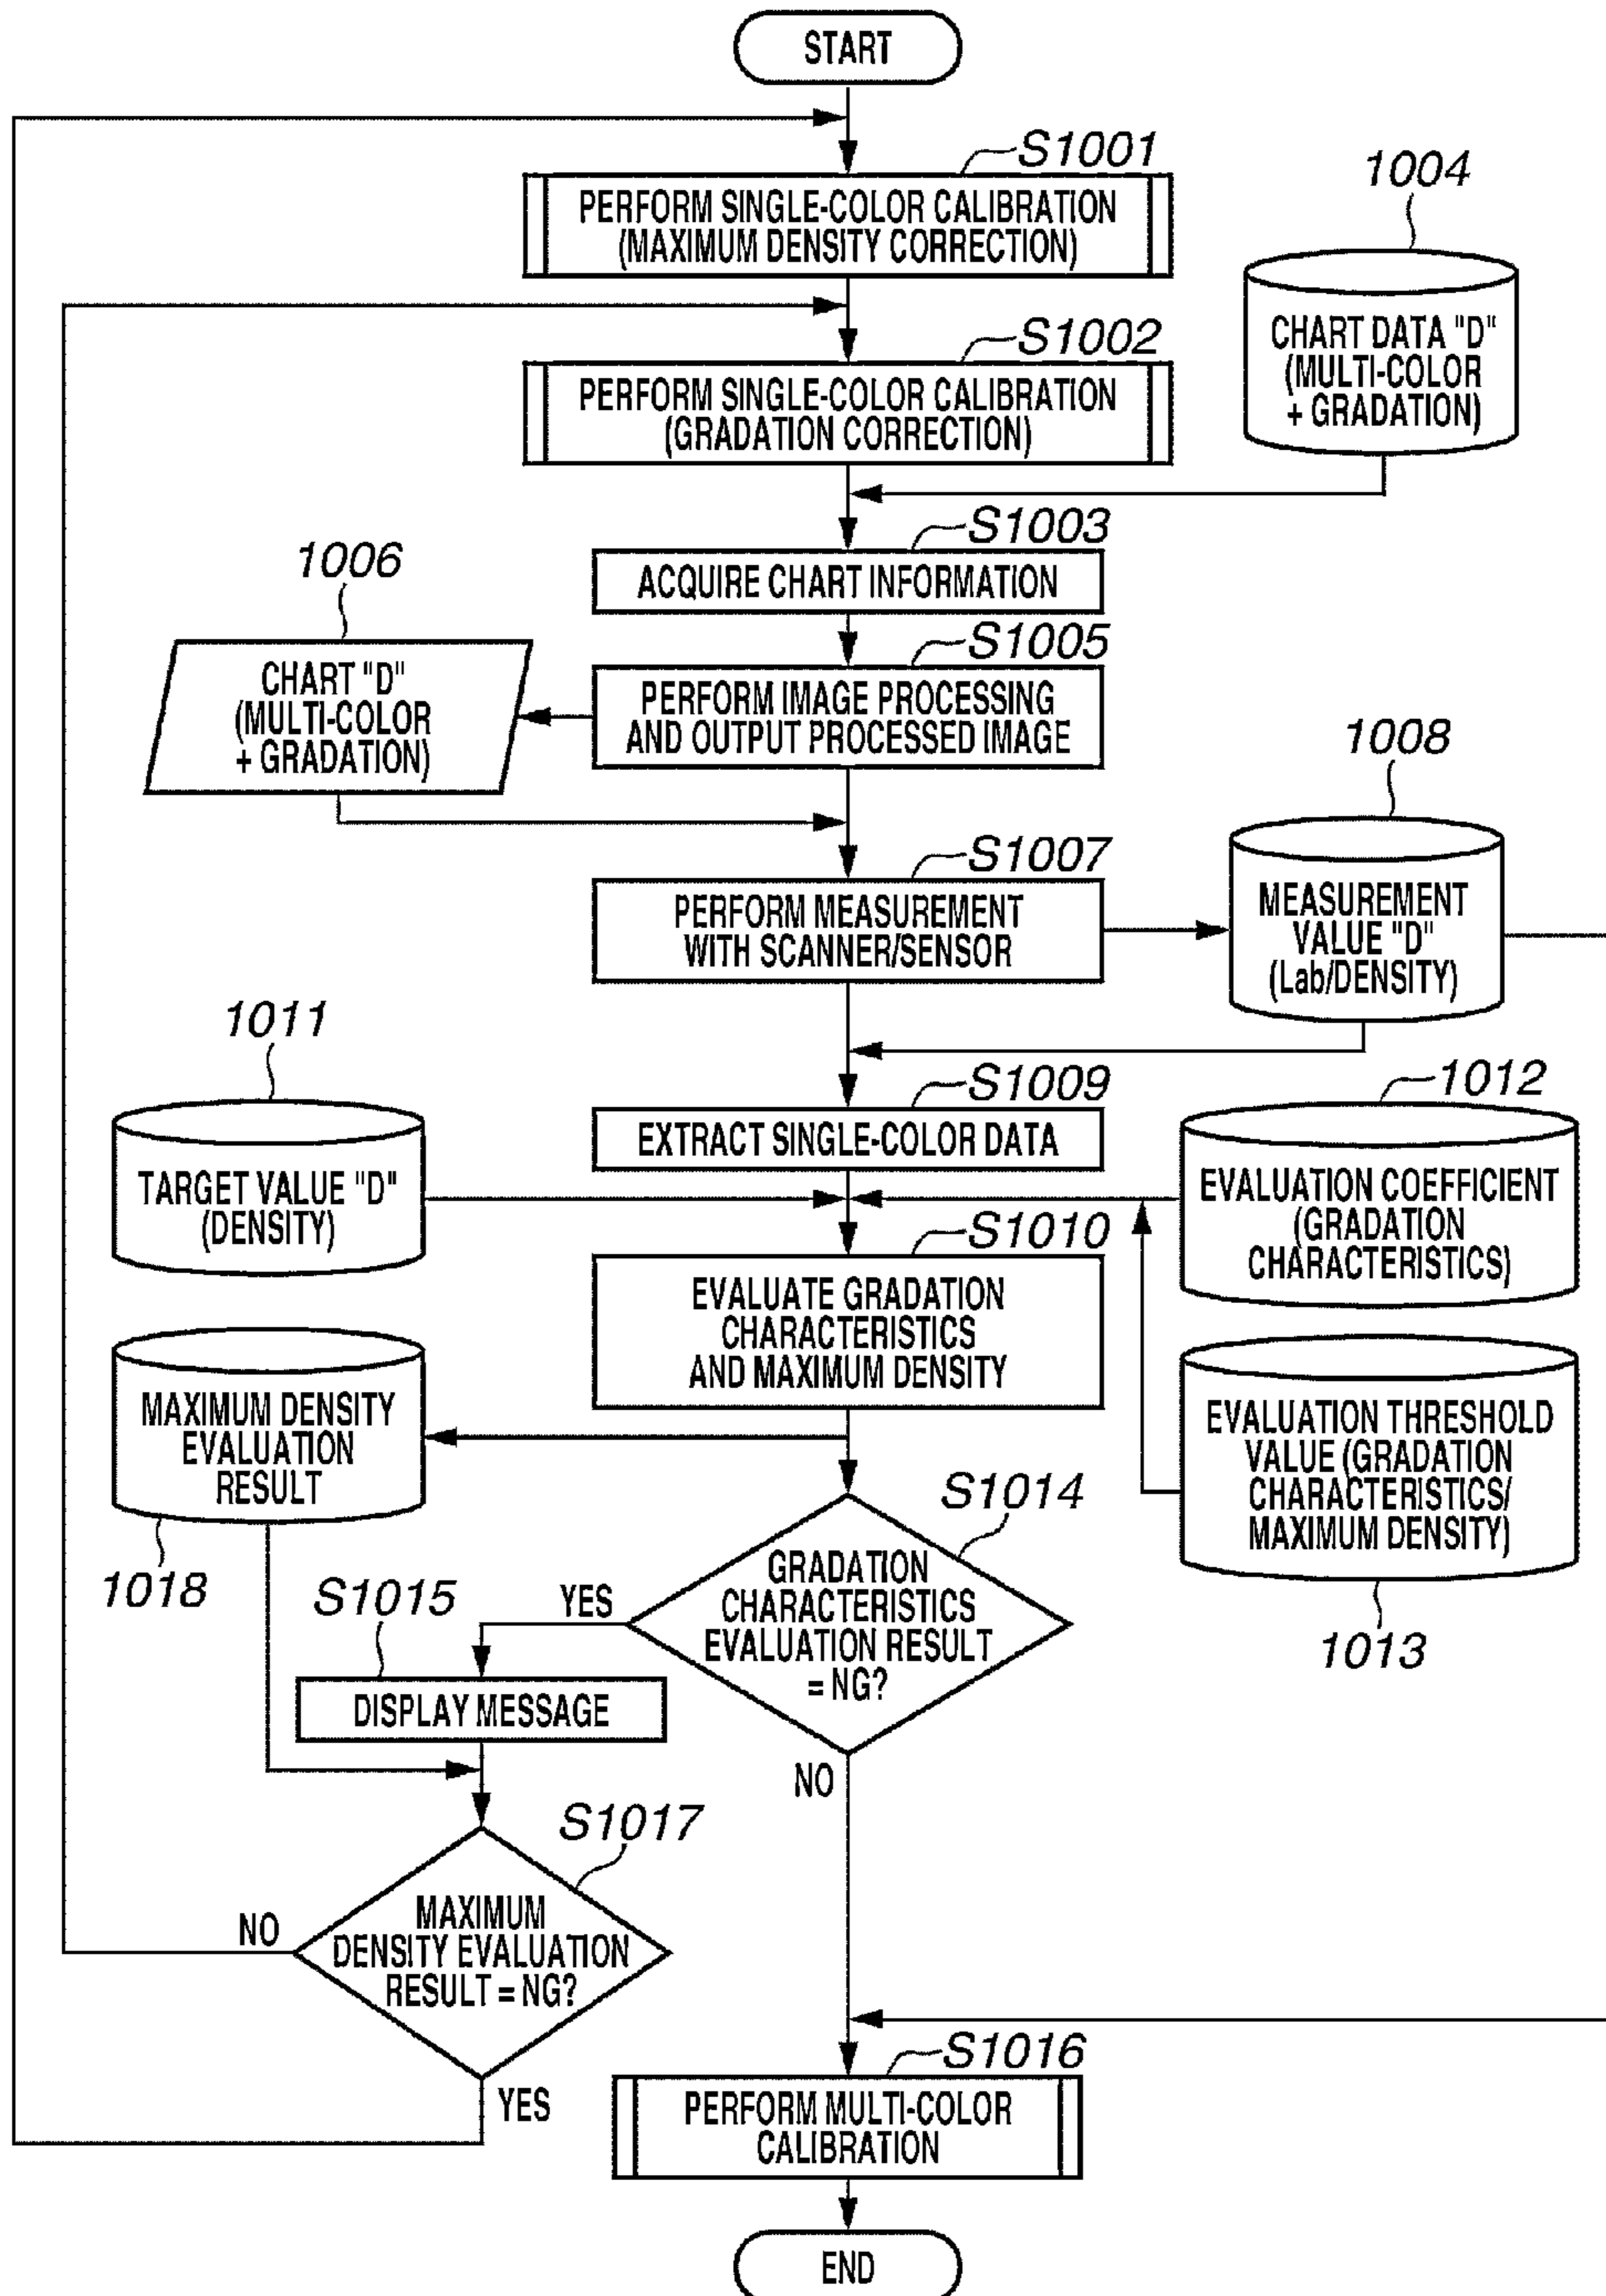 START
S1001
PERFORM SINGLE-COLOR CALIBRATION
(MAXIMUM DENSITY CORRECTION)
1004
CHART DATA "D"
(MULTI-COLOR
+ GRADATION)
S1002
PERFORM SINGLE-COLOR CALIBRATION
(GRADATION CORRECTION)
S1003
ACQUIRE CHART INFORMATION
1006
CHART "D"
(MULTI-COLOR
+ GRADATION)
S1005
PERFORM IMAGE PROCESSING
AND OUTPUT PROCESSED IMAGE
1008
MEASUREMENT
VALUE "D"
(Lab/DENSITY)
S1007
PERFORM MEASUREMENT
WITH SCANNER/SENSOR
1011
TARGET VALUE "D"
(DENSITY)
S1009
EXTRACT SINGLE-COLOR DATA
1012
EVALUATION COEFFICIENT
(GRADATION
CHARACTERISTICS)
S1010
EVALUATE GRADATION
CHARACTERISTICS
AND MAXIMUM DENSITY
MAXIMUM DENSITY
EVALUATION
RESULT
1018
EVALUATION THRESHOLD
VALUE (GRADATION
CHARACTERISTICS/
MAXIMUM DENSITY)
1013
S1014
GRADATION
CHARACTERISTICS
EVALUATION RESULT
= NG?
YES
NO
S1015
DISPLAY MESSAGE
S1017
MAXIMUM
DENSITY EVALUATION
RESULT = NG?
NO
YES
S1016
PERFORM MULTI-COLOR
CALIBRATION
END